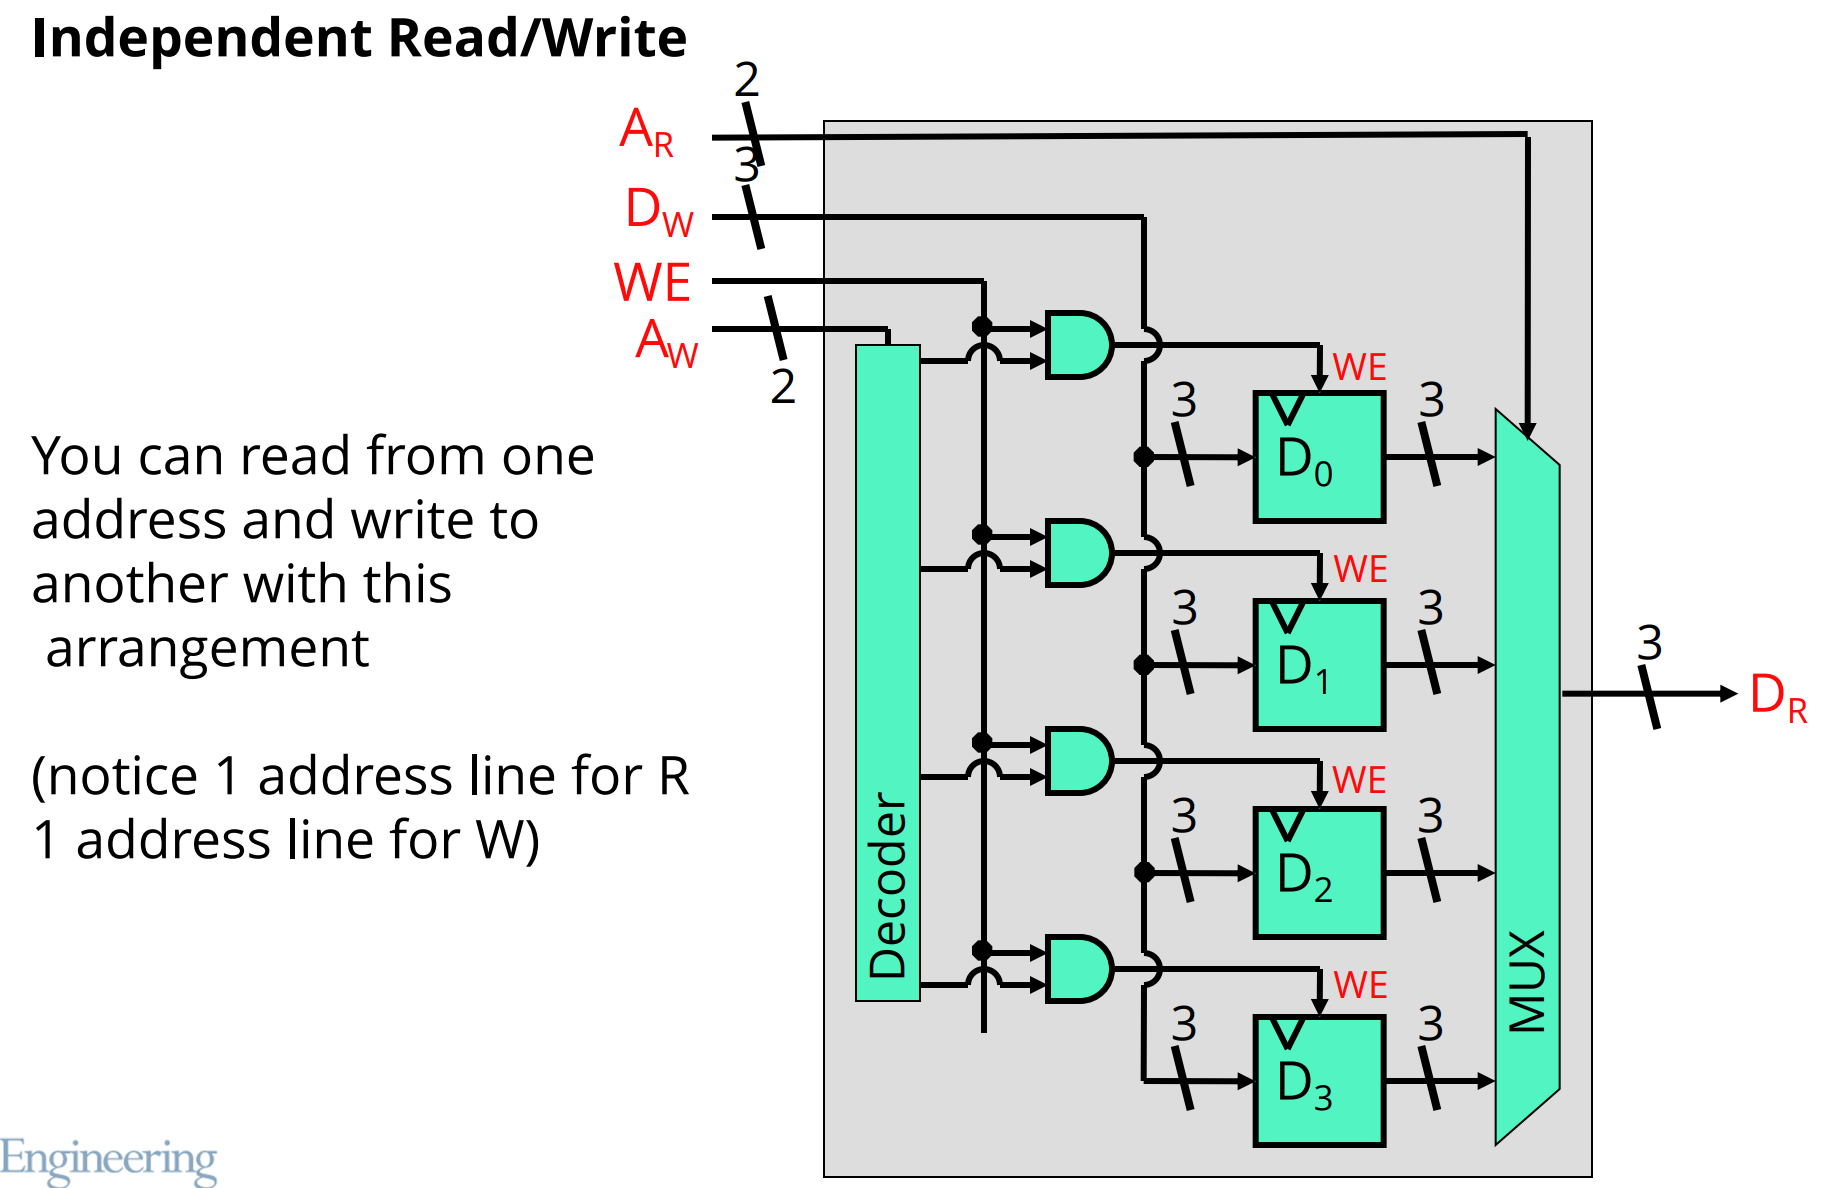 Independent Read/Write
2
A_R
3
D_W
WE
A_W
2
You can read from one
address and write to
another with this
arrangement
(notice 1 address line for R
1 address line for W)
Decoder
WE
3
3
D_0
WE
3
3
D_1
WE
3
3
D_2
WE
3
3
D_3
MUX
3
D_R
Engineering